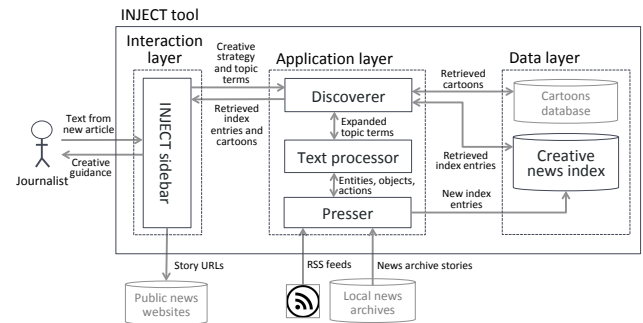 INJECT tool
Interaction
layer
Creative
strategy and
topic
terms
Application layer
Data layer
Retrieved
cartoons
Discoverer
Cartoons
database
Text from
new article
INJECT sidebar
Retrieved
index
entries and
cartoons
Expanded
topic terms
Creative
guidance
Journalist
Text processor
Retrieved
index entries
Creative
news index
Entities, objects,
actions
Presser
New index
entries
Story URLs
RSS feeds
News archive stories
Public news
websites
Local news
archives